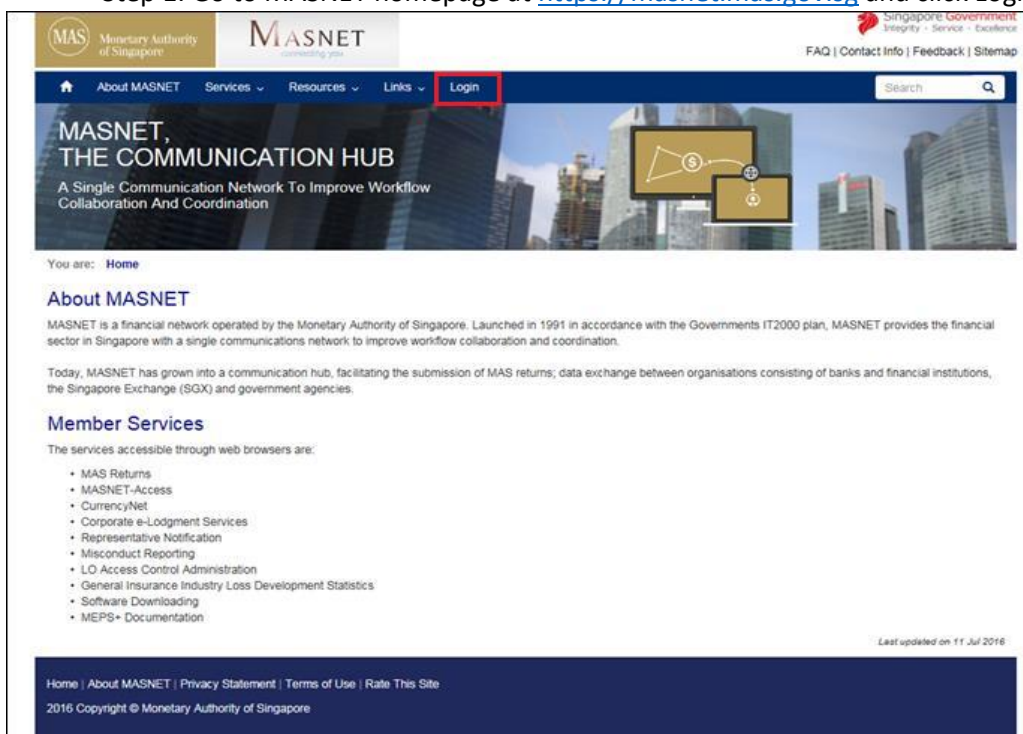 Step 1: Go to MASNET homepage at https://masnet.mas.gov.sg and click Log
MAS Monetary Authority
of Singapore
MASNET
connecting you
Singapore Government
Integrity · Service · Excellence
FAQ | Contact Info | Feedback | Sitemap
About MASNET Services Resources Links Login Search
MASNET,
THE COMMUNICATION HUB
A Single Communication Network To Improve Workflow
Collaboration And Coordination
You are: Home
About MASNET
MASNET is a financial network operated by the Monetary Authority of Singapore. Launched in 1991 in accordance with the Governments IT2000 plan, MASNET provides the financial
sector in Singapore with a single communications network to improve workflow collaboration and coordination.
Today, MASNET has grown into a communication hub, facilitating the submission of MAS returns; data exchange between organisations consisting of banks and financial institutions,
the Singapore Exchange (SGX) and government agencies.
Member Services
The services accessible through web browsers are:
• MAS Returns
• MASNET-Access
• CurrencyNet
• Corporate e-Lodgment Services
• Representative Notification
• Misconduct Reporting
• LO Access Control Administration
• General Insurance Industry Loss Development Statistics
• Software Downloading
• MEPS+ Documentation
Last updated on 11 Jul 2016
Home | About MASNET | Privacy Statement | Terms of Use | Rate This Site
2016 Copyright © Monetary Authority of Singapore